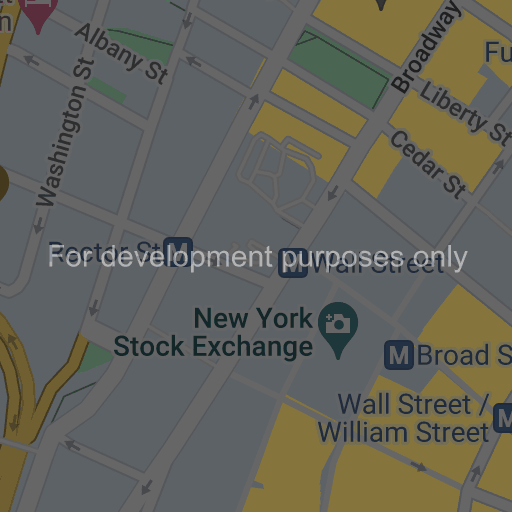 Albany St
Washington St
Broadway
Liberty St
Cedar St
Fu
n
Rector St
M
For development purposes only
M
Wall Street
New York
Stock Exchange
M
Broad S
Wall Street /
William Street
M